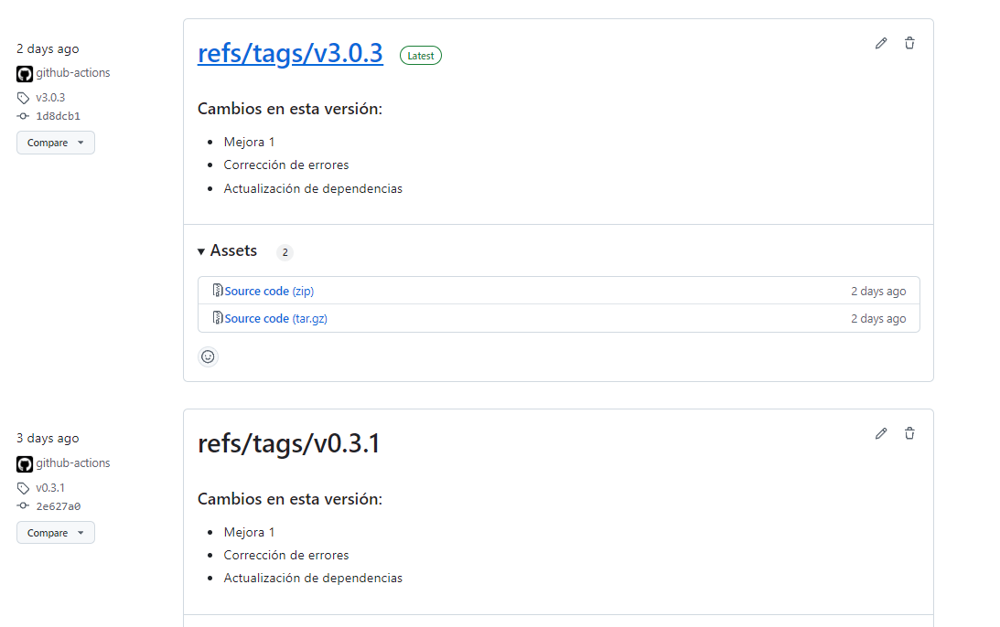 2 days ago
github-actions
v3.0.3
1d8dcb1
Compare
refs/tags/v3.0.3 Latest
Cambios en esta versión:
Mejora 1
Corrección de errores
Actualización de dependencias
Assets 2
Source code (zip) 2 days ago
Source code (tar.gz) 2 days ago
3 days ago
github-actions
v0.3.1
2e627a0
Compare
refs/tags/v0.3.1
Cambios en esta versión:
Mejora 1
Corrección de errores
Actualización de dependencias